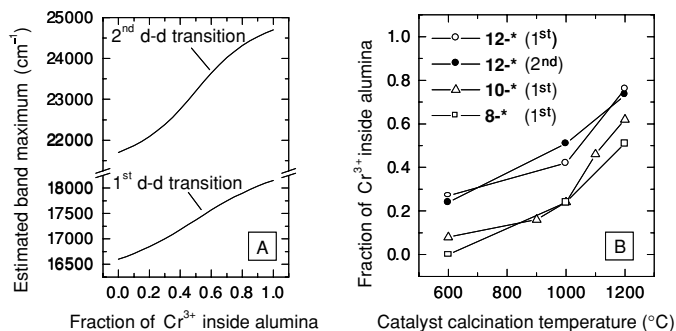 Estimated band maximum (cm⁻¹)
25000
24000
23000
22000
18000
17500
17000
16500
2ⁿᵈ d-d transition
1ˢᵗ d-d transition
A
0.0 0.2 0.4 0.6 0.8 1.0
Fraction of Cr³⁺ inside alumina
Fraction of Cr³⁺ inside alumina
1.0
0.8
0.6
0.4
0.2
0.0
12-* (1st)
12-* (2nd)
10-* (1st)
8-* (1st)
B
600 800 1000 1200
Catalyst calcination temperature (°C)